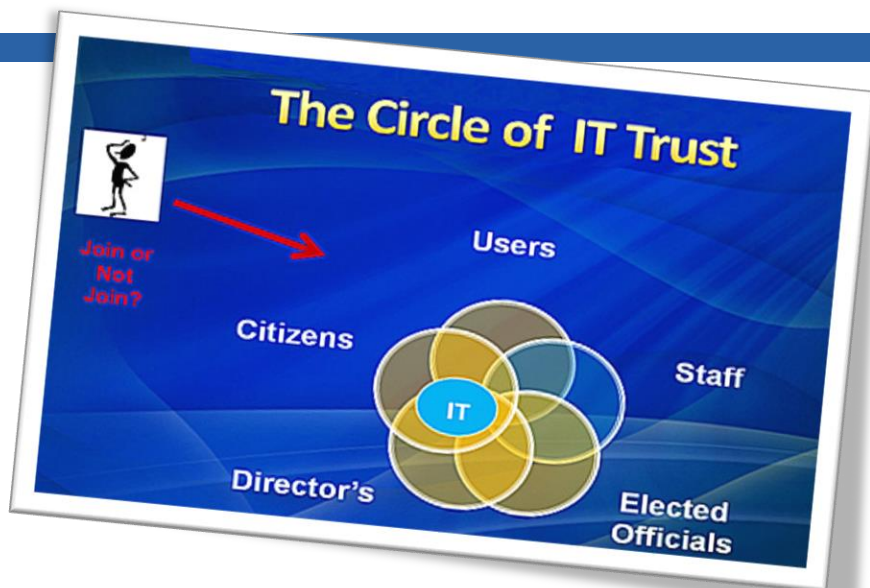 The Circle of IT Trust
Join or
Not
Join?
Users
Citizens
Staff
IT
Director's
Elected
Officials